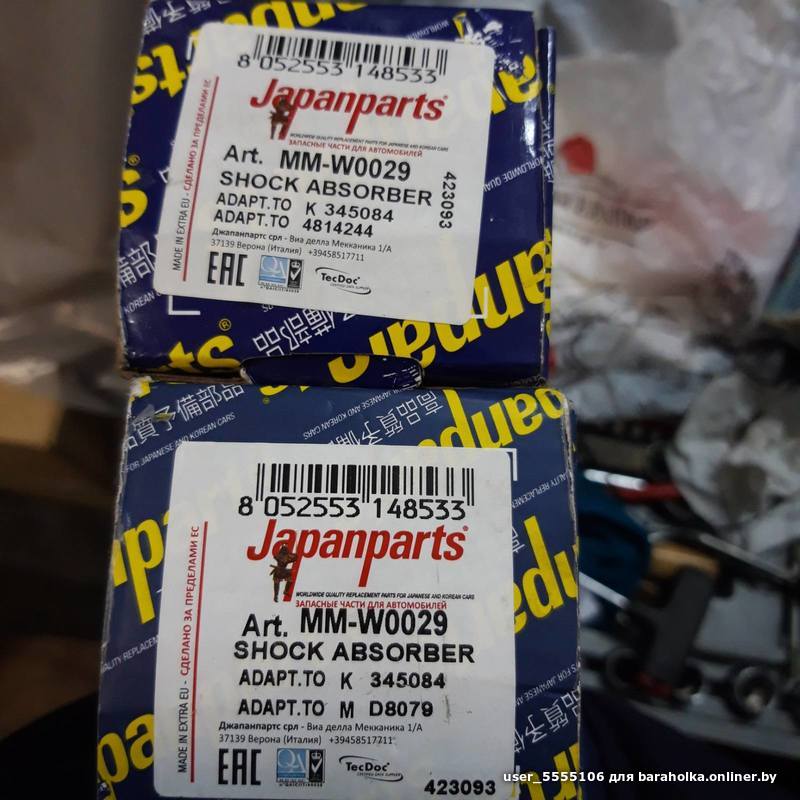 8 052553 148533
Japanparts®
WORLDWIDE QUALITY REPLACEMENT PARTS FOR JAPANESE AND KOREAN CARS
ЗАПАСНЫЕ ЧАСТИ ДЛЯ АВТОМОБИЛЕЙ
MADE IN EXTRA EU - СДЕЛАНО ЗА ПРЕДЕЛАМИ ЕС
Art. MM-W0029
SHOCK ABSORBER
ADAPT.TO K 345084
ADAPT.TO 4814244
423093
Джапанпартс срл - Виа делла Мекканика 1/А
37139 Верона (Италия) +39458517711
EAC
TecDoc
8 052553 148533
Japanparts®
WORLDWIDE QUALITY REPLACEMENT PARTS FOR JAPANESE AND KOREAN CARS
ЗАПАСНЫЕ ЧАСТИ ДЛЯ АВТОМОБИЛЕЙ
MADE IN EXTRA EU - СДЕЛАНО ЗА ПРЕДЕЛАМИ ЕС
Art. MM-W0029
SHOCK ABSORBER
ADAPT.TO K 345084
ADAPT.TO M D8079
Джапанпартс срл - Виа делла Мекканика 1/А
37139 Верона (Италия) +39458517711
EAC
TecDoc
423093
user_5555106 для baraholka.onliner.by